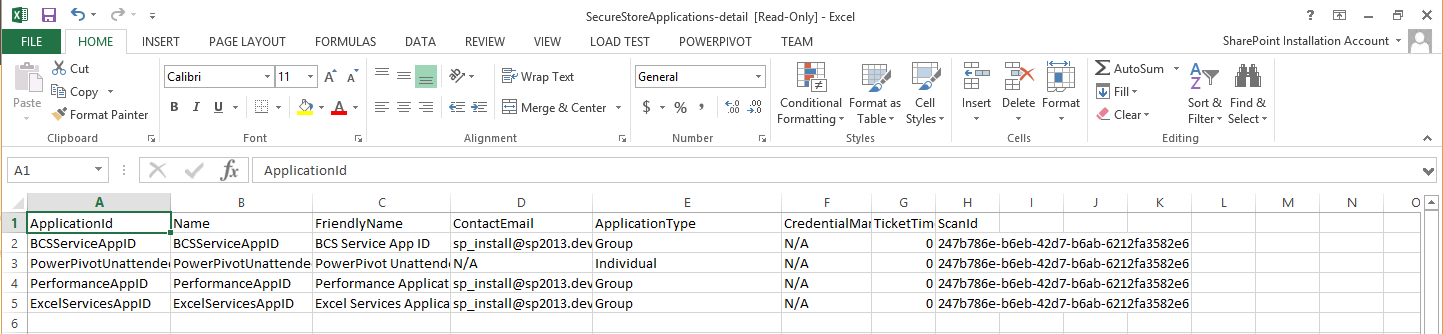 SecureStoreApplications-detail [Read-Only] - Excel
FILE HOME INSERT PAGE LAYOUT FORMULAS DATA REVIEW VIEW LOAD TEST POWERPIVOT TEAM SharePoint Installation Account
Paste Cut Copy Format Painter
Clipboard
Calibri 11
B I U
Font
Wrap Text
Merge & Center
Alignment
General
$ % ,
Number
Conditional Formatting
Format as Table
Cell Styles
Styles
Insert Delete Format
Cells
AutoSum
Fill
Clear
Sort & Filter
Find & Select
Editing
A1 fx ApplicationId
A B C D E F G H I J K L M N O
1 ApplicationId Name FriendlyName ContactEmail ApplicationType CredentialMan TicketTime ScanId
2 BCSServiceAppID BCSServiceAppID BCS Service App ID sp_install@sp2013.dev Group N/A 0 247b786e-b6eb-42d7-b6ab-6212fa3582e6
3 PowerPivotUnattended PowerPivotUnattende PowerPivot Unattende N/A Individual N/A 0 247b786e-b6eb-42d7-b6ab-6212fa3582e6
4 PerformanceAppID PerformanceAppID Performance Applicat sp_install@sp2013.dev Group N/A 0 247b786e-b6eb-42d7-b6ab-6212fa3582e6
5 ExcelServicesAppID ExcelServicesAppID Excel Services Applica sp_install@sp2013.dev Group N/A 0 247b786e-b6eb-42d7-b6ab-6212fa3582e6
6